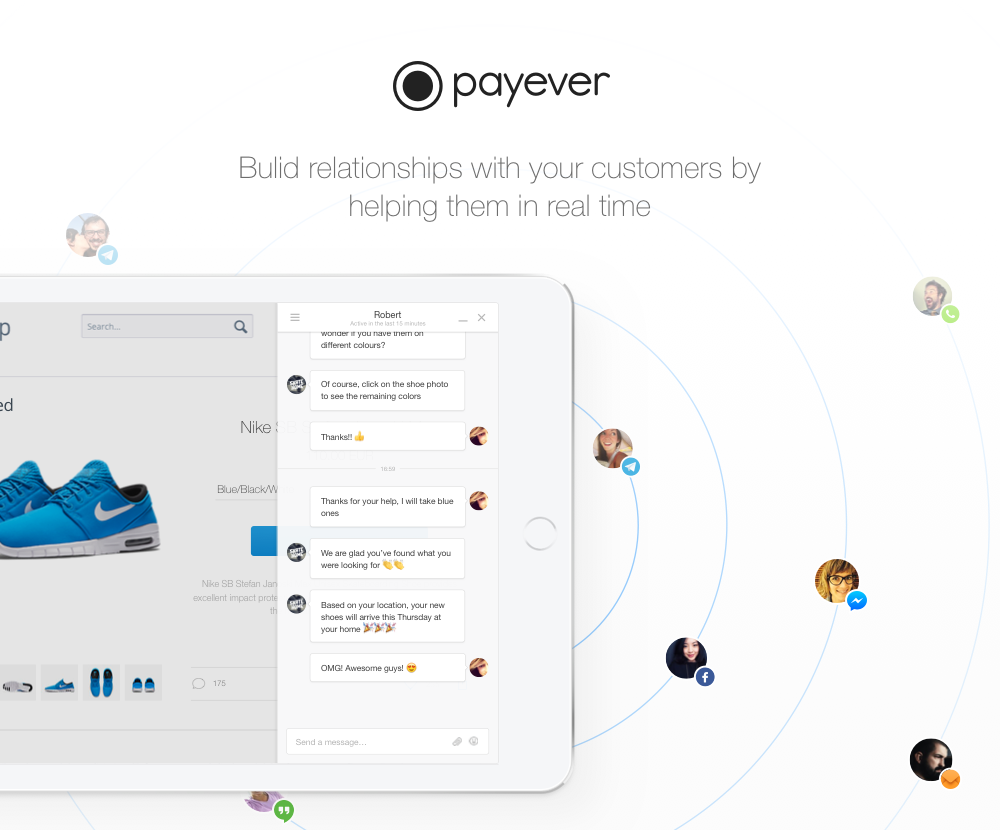 payever
Bulid relationships with your customers by
helping them in real time
p
Search...
ed
Nike SB
Blue/Black/W
Nike SB Stefan Jan
excellent impact prote
th
175
Robert
Active in the last 15 minutes
wonder if you have them on
different colours?
Of course, click on the shoe photo
to see the remaining colors
Thanks!! 👍
16:59
Thanks for your help, I will take blue
ones
We are glad you've found what you
were looking for 👏👏
Based on your location, your new
shoes will arrive this Thursday at
your home 🎉🎉🎉
OMG! Awesome guys! 😍
Send a message...